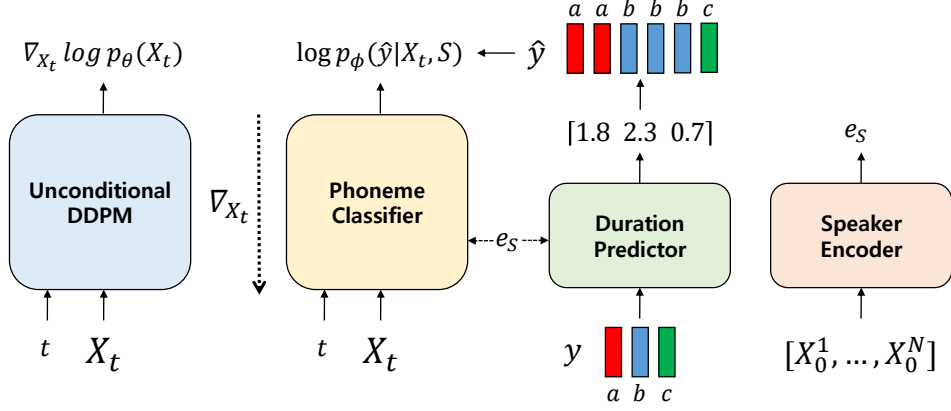 ∇_{X_t} log p_θ(X_t)
Unconditional
DDPM
t
X_t
∇_{X_t}
log p_ϕ(ŷ|X_t, S)
Phoneme
Classifier
t
X_t
e_S
ŷ
a a b b b c
⌈1.8 2.3 0.7⌉
Duration
Predictor
y
a b c
e_S
Speaker
Encoder
[X_0^1, …, X_0^N]